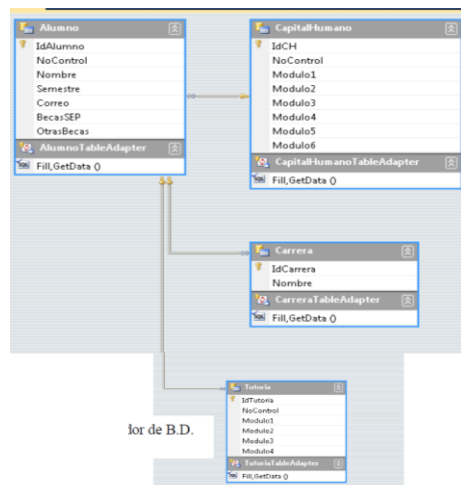 Alumno
IdAlumno
NoControl
Nombre
Semestre
Correo
BecasSEP
OtrasBecas
AlumnoTableAdapter
Fill,GetData ()
CapitalHumano
IdCH
NoControl
Modulo1
Modulo2
Modulo3
Modulo4
Modulo5
Modulo6
CapitalHumanoTableAdapter
Fill,GetData ()
Carrera
IdCarrera
Nombre
CarreraTableAdapter
Fill,GetData ()
Tutoria
IdTutoria
NoControl
Modulo1
Modulo2
Modulo3
Modulo4
TutoriaTableAdapter
Fill,GetData ()
dor de B.D.